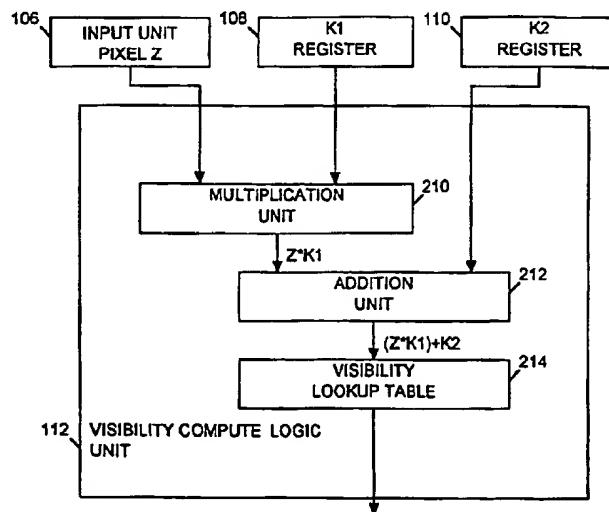 106
INPUT UNIT
PIXEL Z
108
K1
REGISTER
110
K2
REGISTER
MULTIPLICATION
UNIT
210
Z*K1
ADDITION
UNIT
212
(Z*K1)+K2
VISIBILITY
LOOKUP TABLE
214
112
VISIBILITY COMPUTE LOGIC
UNIT